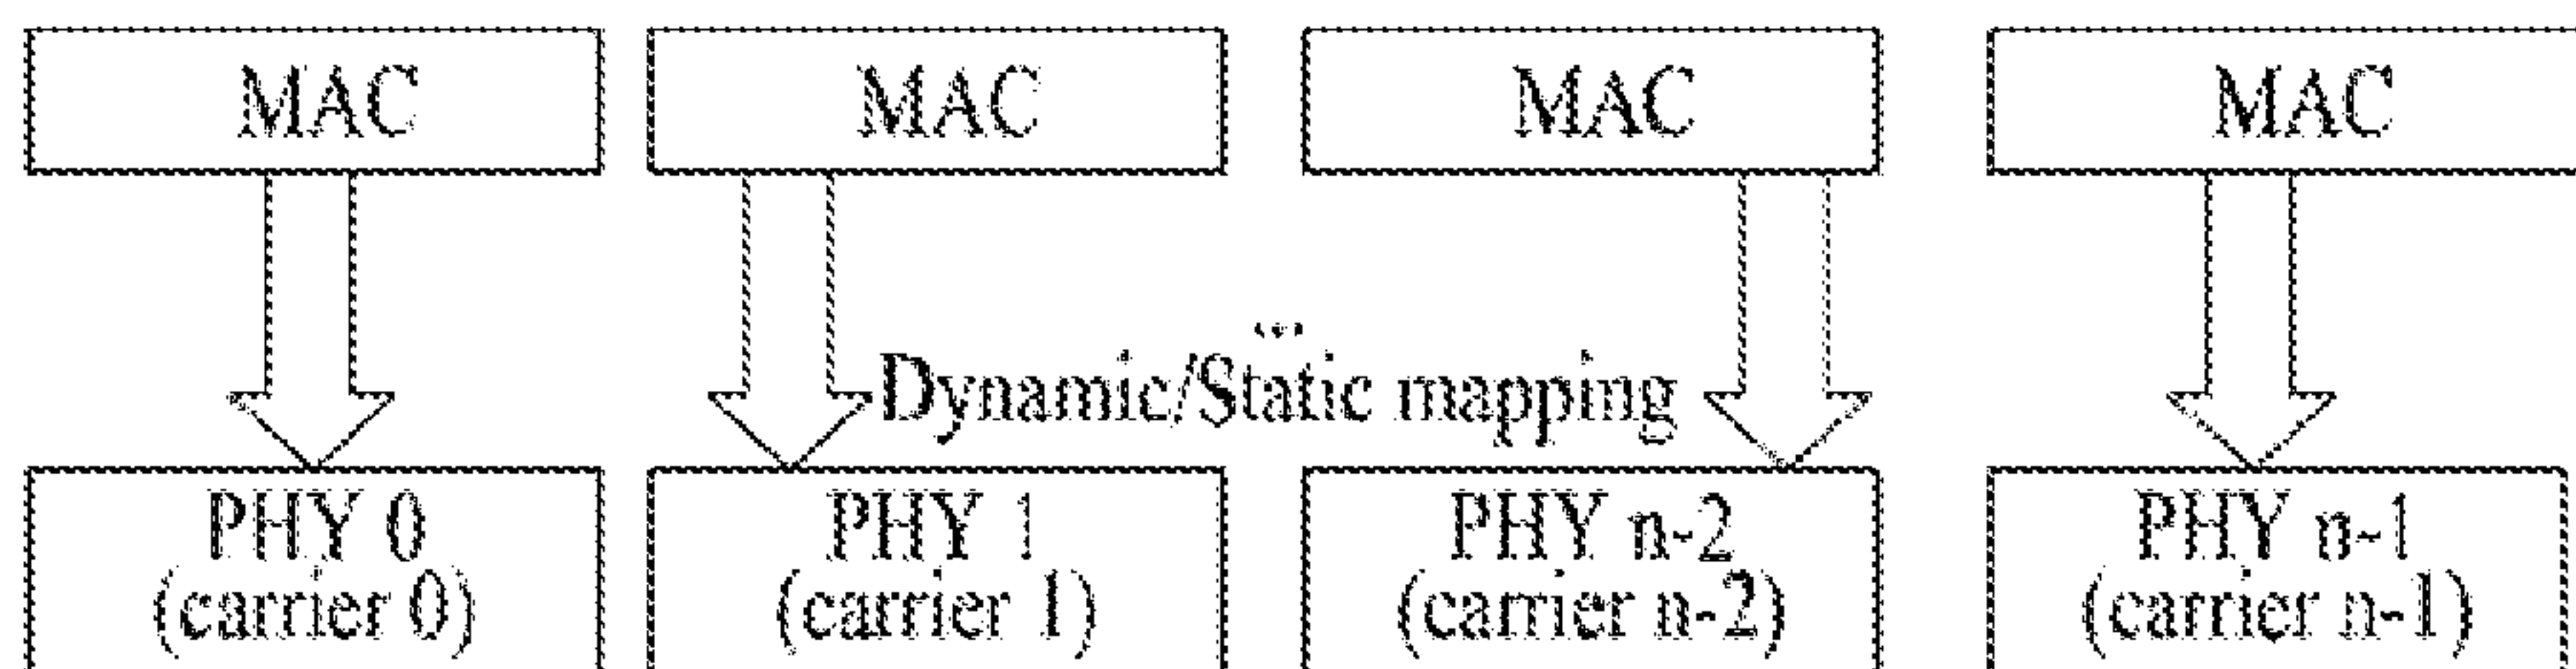 MAC MAC MAC MAC
...
Dynamic/Static mapping
PHY 0 PHY 1 PHY n-2 PHY n-1
(carrier 0) (carrier 1) (carrier n-2) (carrier n-1)